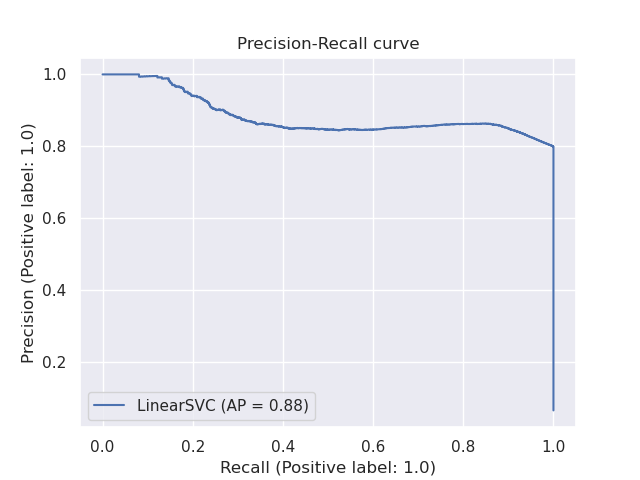 Precision-Recall curve
1.0
0.8
0.6
0.4
0.2
Precision (Positive label: 1.0)
LinearSVC (AP = 0.88)
0.0 0.2 0.4 0.6 0.8 1.0
Recall (Positive label: 1.0)